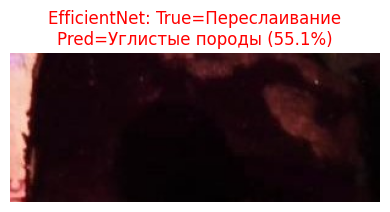 EfficientNet: True=Переслаивание
Pred=Углистые породы (55.1%)